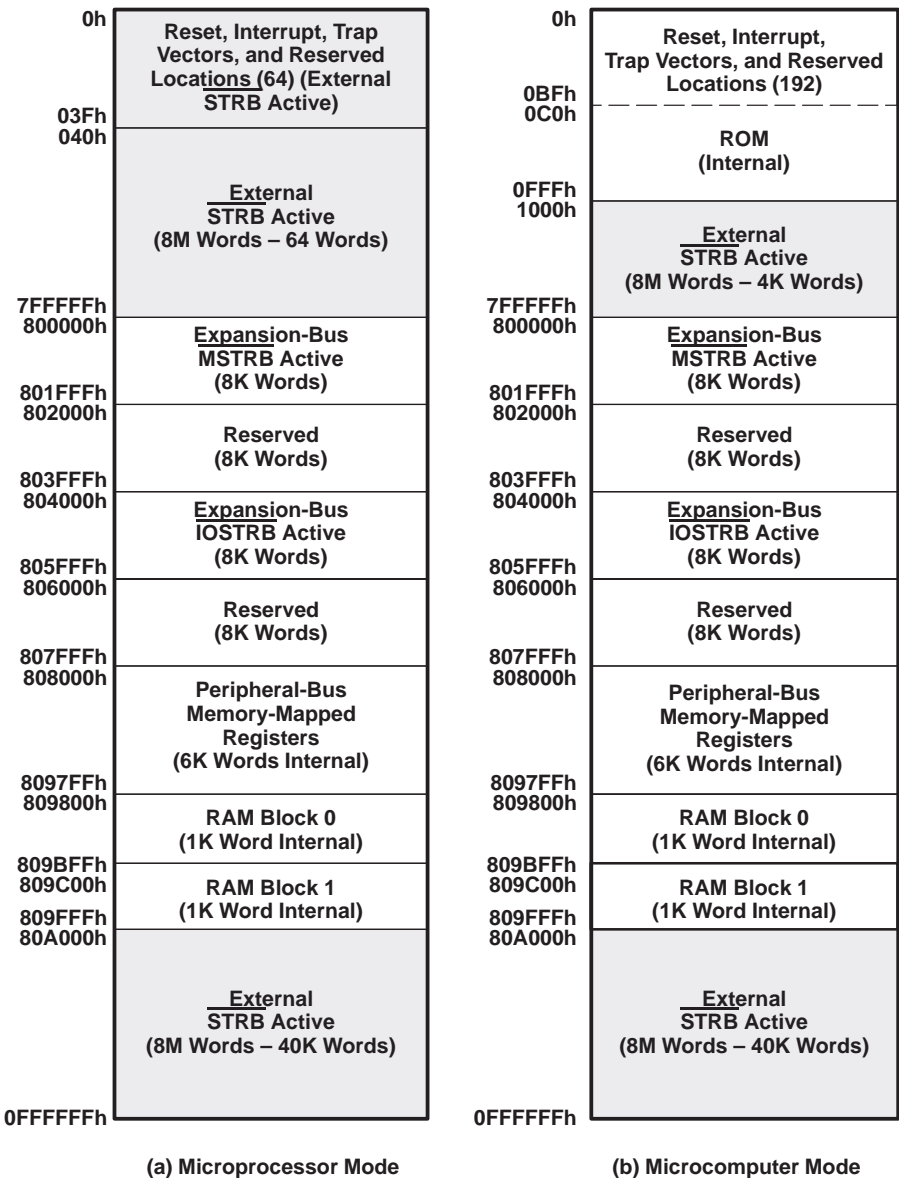 0h
Reset, Interrupt, Trap
Vectors, and Reserved
Locations (64) (External
STRB Active)
03Fh
040h
External
STRB Active
(8M Words – 64 Words)
7FFFFFh
800000h
Expansion-Bus
MSTRB Active
(8K Words)
801FFFh
802000h
Reserved
(8K Words)
803FFFh
804000h
Expansion-Bus
IOSTRB Active
(8K Words)
805FFFh
806000h
Reserved
(8K Words)
807FFFh
808000h
Peripheral-Bus
Memory-Mapped
Registers
(6K Words Internal)
8097FFh
809800h
RAM Block 0
(1K Word Internal)
809BFFh
809C00h
RAM Block 1
(1K Word Internal)
809FFFh
80A000h
External
STRB Active
(8M Words – 40K Words)
0FFFFFFh
(a) Microprocessor Mode
0h
Reset, Interrupt,
Trap Vectors, and Reserved
Locations (192)
0BFh
0C0h
ROM
(Internal)
0FFFh
1000h
External
STRB Active
(8M Words – 4K Words)
7FFFFFh
800000h
Expansion-Bus
MSTRB Active
(8K Words)
801FFFh
802000h
Reserved
(8K Words)
803FFFh
804000h
Expansion-Bus
IOSTRB Active
(8K Words)
805FFFh
806000h
Reserved
(8K Words)
807FFFh
808000h
Peripheral-Bus
Memory-Mapped
Registers
(6K Words Internal)
8097FFh
809800h
RAM Block 0
(1K Word Internal)
809BFFh
809C00h
RAM Block 1
(1K Word Internal)
809FFFh
80A000h
External
STRB Active
(8M Words – 40K Words)
0FFFFFFh
(b) Microcomputer Mode